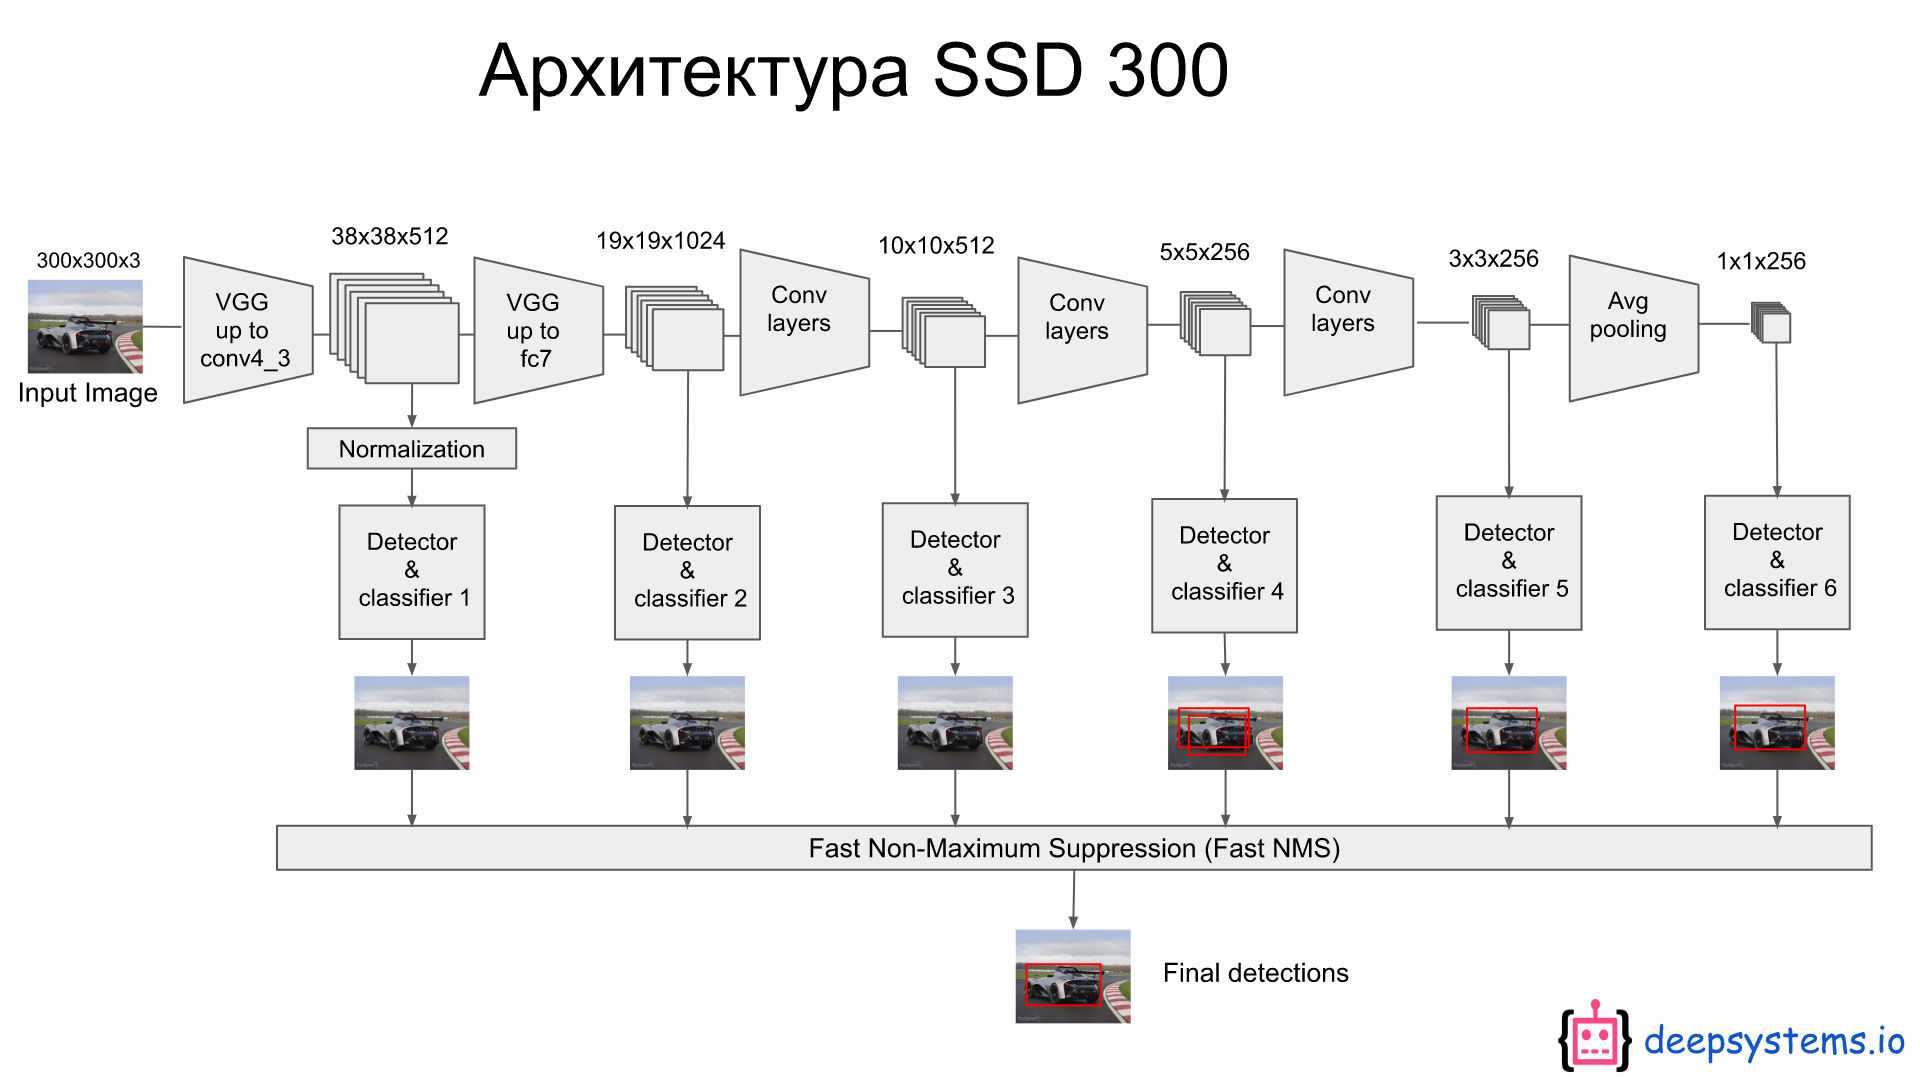 Архитектура SSD 300
300x300x3
38x38x512
19x19x1024
10x10x512
5x5x256
3x3x256
1x1x256
Input Image
VGG
up to
conv4_3
VGG
up to
fc7
Conv
layers
Conv
layers
Conv
layers
Avg
pooling
Normalization
Detector
&
classifier 1
Detector
&
classifier 2
Detector
&
classifier 3
Detector
&
classifier 4
Detector
&
classifier 5
Detector
&
classifier 6
Fast Non-Maximum Suppression (Fast NMS)
Final detections
deepsystems.io